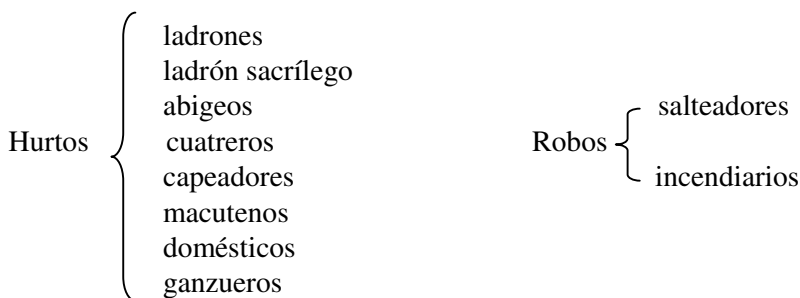 Hurtos
ladrones
ladrón sacrílego
abigeos
cuatreros
capeadores
macutenos
domésticos
ganzueros
Robos
salteadores
incendiarios